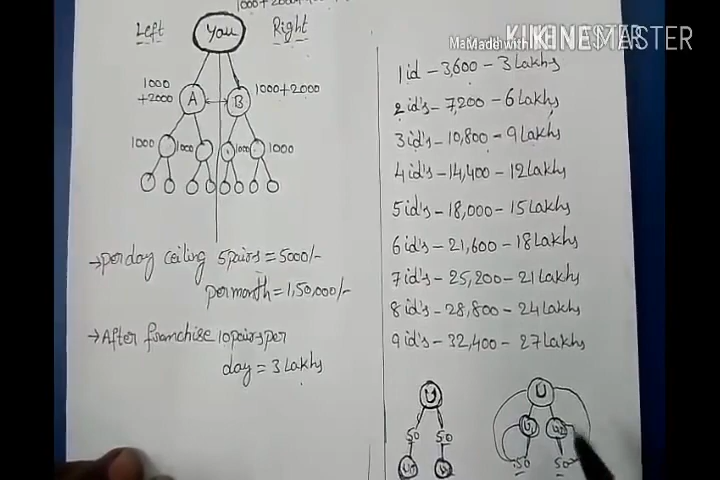 1000+2000+
Left
You
Right
1000
+2000
A
B
1000+2000
1000
1000
1000
1000
→ per day ceiling 5 pairs = 5000/-
per month = 1,50,000/-
→ After franchise 10 pairs per
day = 3 Lakhs
Made with KINEMASTER
1 id - 3,600 - 3 Lakhs
2 id's - 7,200 - 6 Lakhs
3 id's - 10,800 - 9 Lakhs
4 id's - 14,400 - 12 Lakhs
5 id's - 18,000 - 15 Lakhs
6 id's - 21,600 - 18 Lakhs
7 id's - 25,200 - 21 Lakhs
8 id's - 28,800 - 24 Lakhs
9 id's - 32,400 - 27 Lakhs
U
50 50
U
50 50